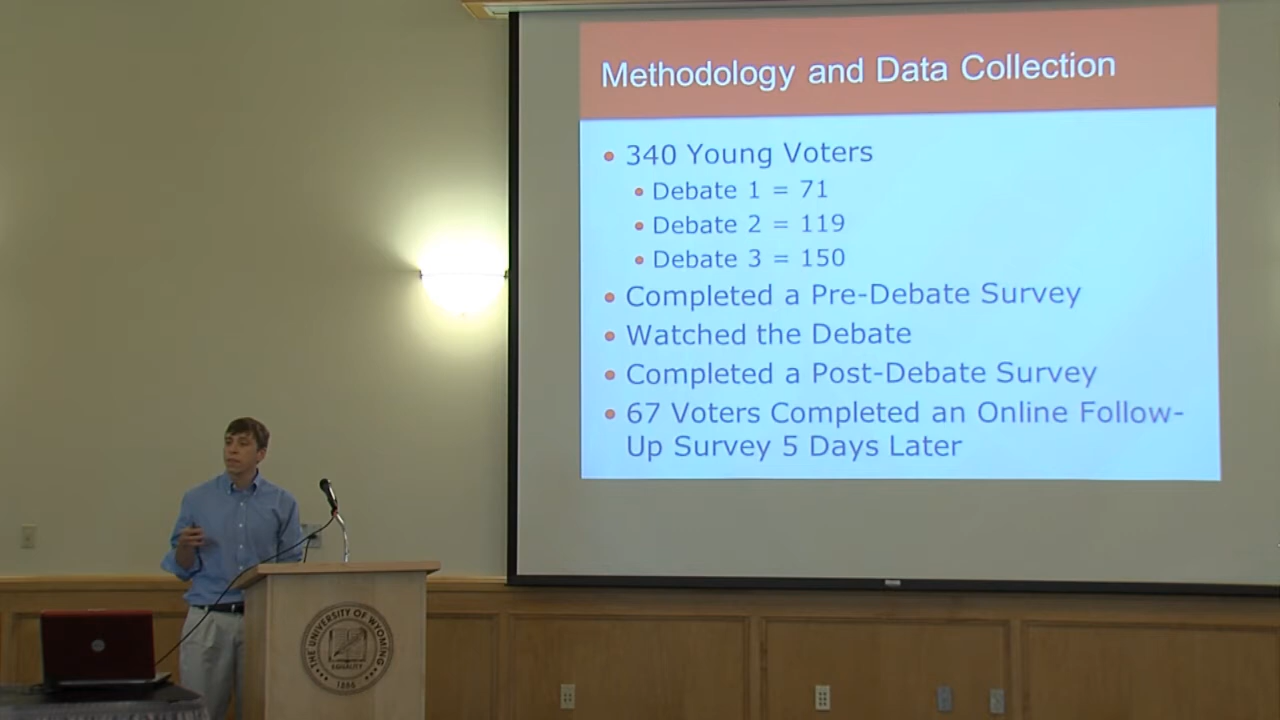 Methodology and Data Collection
• 340 Young Voters
• Debate 1 = 71
• Debate 2 = 119
• Debate 3 = 150
• Completed a Pre-Debate Survey
• Watched the Debate
• Completed a Post-Debate Survey
• 67 Voters Completed an Online Follow-
Up Survey 5 Days Later
THE UNIVERSITY OF WYOMING
EQUALITY
1886